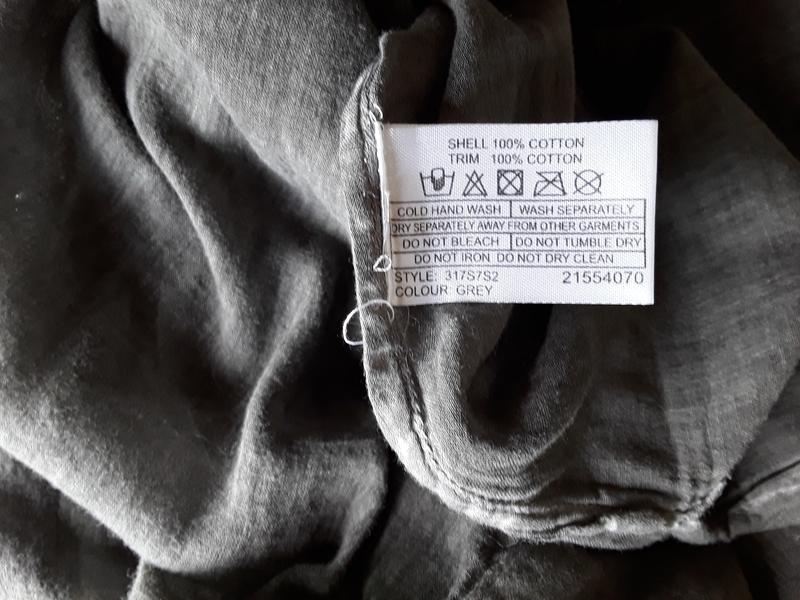 SHELL 100% COTTON
TRIM 100% COTTON
COLD HAND WASH WASH SEPARATELY
DRY SEPARATELY AWAY FROM OTHER GARMENTS
DO NOT BLEACH DO NOT TUMBLE DRY
DO NOT IRON DO NOT DRY CLEAN
STYLE: 317S7S2 21554070
COLOUR: GREY